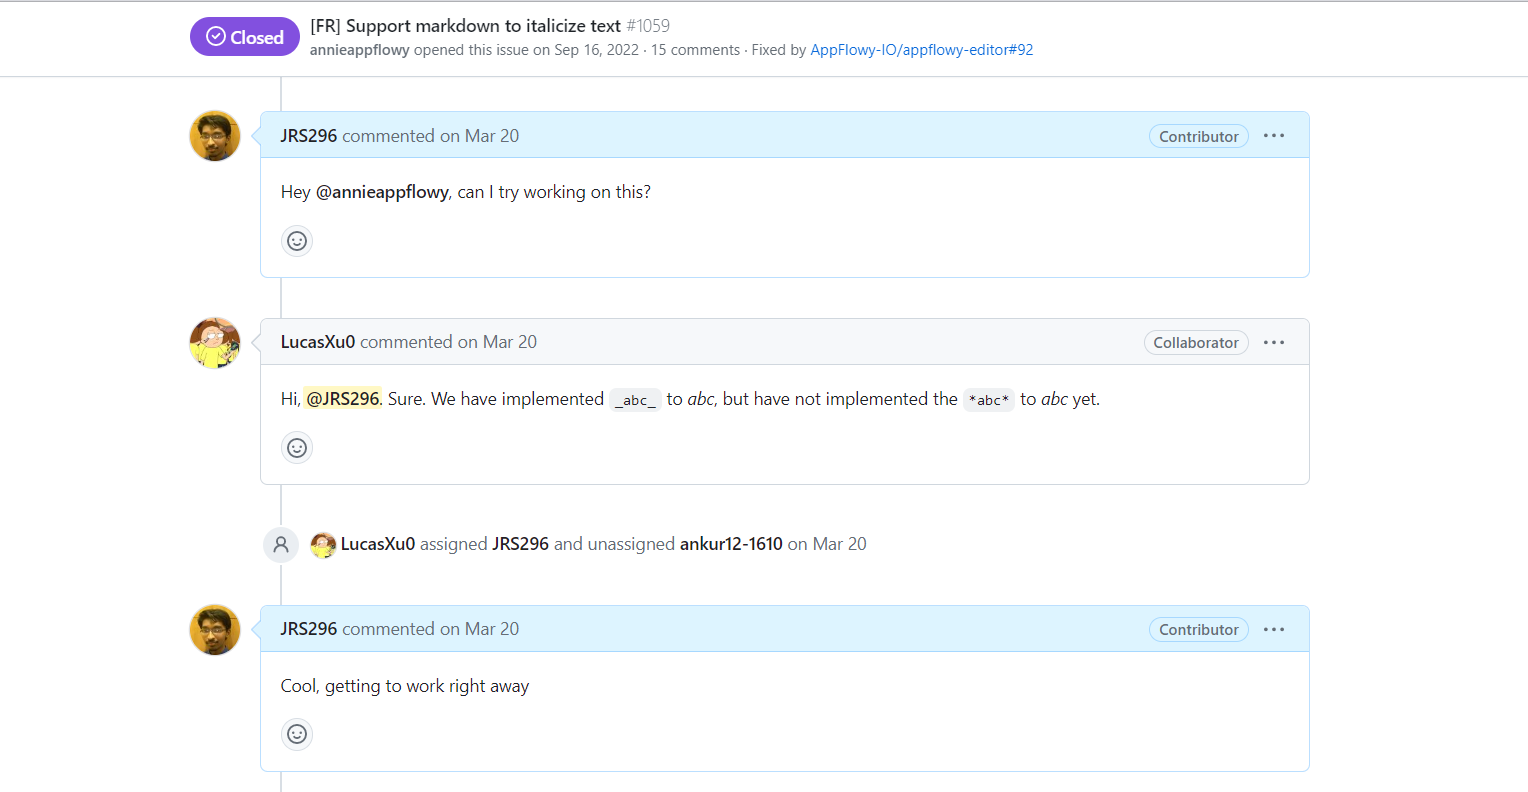 Closed
[FR] Support markdown to italicize text #1059
annieappflowy opened this issue on Sep 16, 2022 · 15 comments · Fixed by AppFlowy-IO/appflowy-editor#92
JRS296 commented on Mar 20
Contributor
Hey @annieappflowy, can I try working on this?
LucasXu0 commented on Mar 20
Collaborator
Hi, @JRS296. Sure. We have implemented _abc_ to abc, but have not implemented the *abc* to abc yet.
LucasXu0 assigned JRS296 and unassigned ankur12-1610 on Mar 20
JRS296 commented on Mar 20
Contributor
Cool, getting to work right away